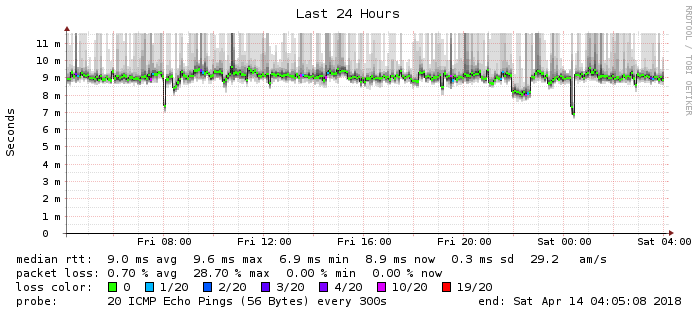 Last 24 Hours
RRDTOOL / TOBI OETIKER
Seconds
11 m
10 m
9 m
8 m
7 m
6 m
5 m
4 m
3 m
2 m
1 m
0
Fri 08:00 Fri 12:00 Fri 16:00 Fri 20:00 Sat 00:00 Sat 04:00
median rtt: 9.0 ms avg 9.6 ms max 6.9 ms min 8.9 ms now 0.3 ms sd 29.2 am/s
packet loss: 0.70 % avg 28.70 % max 0.00 % min 0.00 % now
loss color: 0 1/20 2/20 3/20 4/20 10/20 19/20
probe: 20 ICMP Echo Pings (56 Bytes) every 300s end: Sat Apr 14 04:05:08 2018